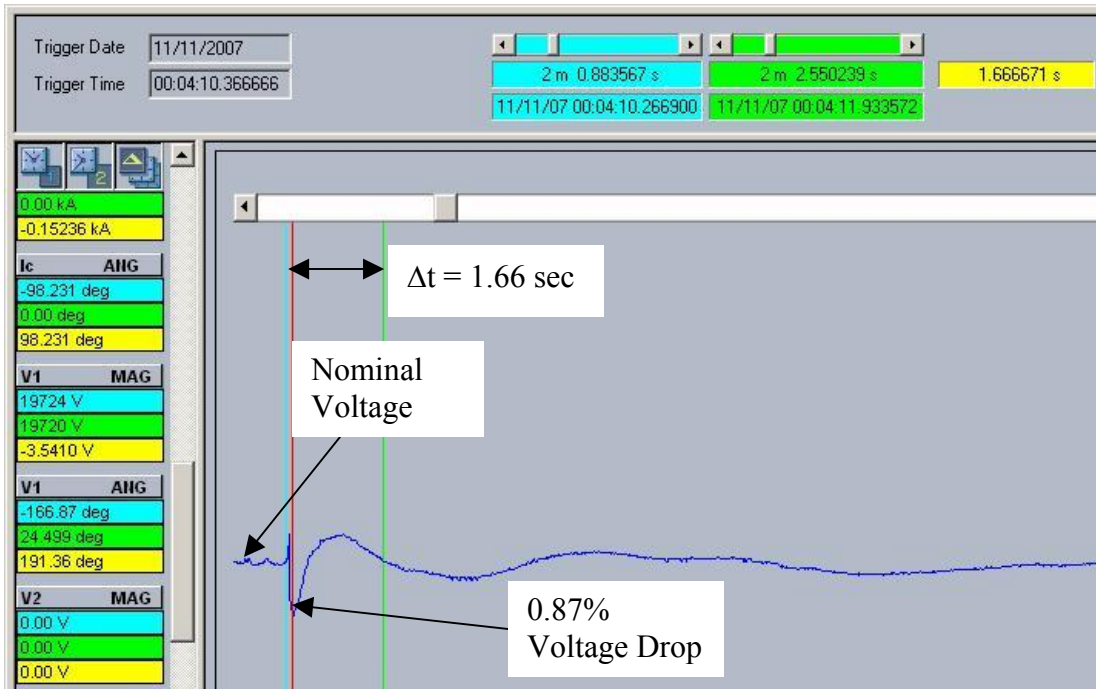 Trigger Date 11/11/2007
Trigger Time 00:04:10.366666
2 m 0.883567 s
2 m 2.550239 s
1.666671 s
11/11/07 00:04:10.266900
11/11/07 00:04:11.933572
1
2
0.00 kA
-0.15236 kA
Ic ANG
-98.231 deg
0.00 deg
98.231 deg
V1 MAG
19724 V
19720 V
-3.5410 V
V1 ANG
-166.87 deg
24.499 deg
191.36 deg
V2 MAG
0.00 V
0.00 V
0.00 V
Δt = 1.66 sec
Nominal
Voltage
0.87%
Voltage Drop